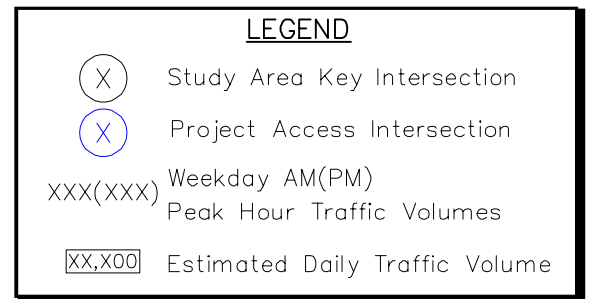 LEGEND
X Study Area Key Intersection
X Project Access Intersection
XXX(XXX) Weekday AM(PM)
Peak Hour Traffic Volumes
XX,X00 Estimated Daily Traffic Volume